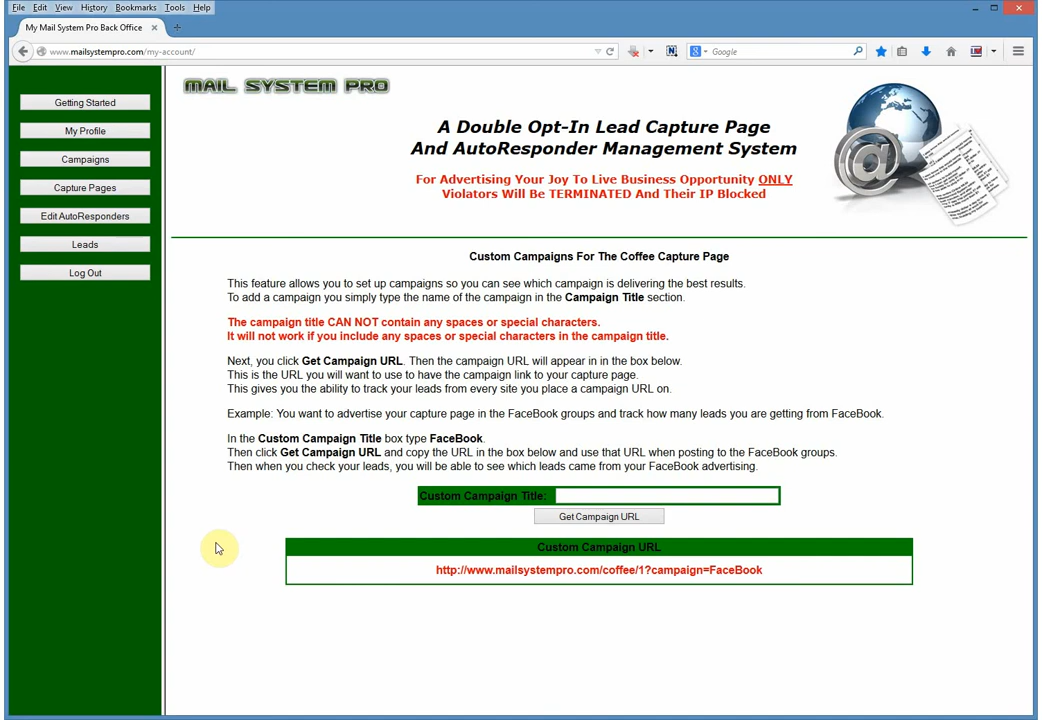 File Edit View History Bookmarks Tools Help
My Mail System Pro Back Office
www.mailsystempro.com/my-account/
Google
Getting Started
My Profile
Campaigns
Capture Pages
Edit AutoResponders
Leads
Log Out
MAIL SYSTEM PRO
A Double Opt-In Lead Capture Page
And AutoResponder Management System
For Advertising Your Joy To Live Business Opportunity ONLY
Violators Will Be TERMINATED And Their IP Blocked
@
Custom Campaigns For The Coffee Capture Page
This feature allows you to set up campaigns so you can see which campaign is delivering the best results.
To add a campaign you simply type the name of the campaign in the Campaign Title section.
The campaign title CAN NOT contain any spaces or special characters.
It will not work if you include any spaces or special characters in the campaign title.
Next, you click Get Campaign URL. Then the campaign URL will appear in in the box below.
This is the URL you will want to use to have the campaign link to your capture page.
This gives you the ability to track your leads from every site you place a campaign URL on.
Example: You want to advertise your capture page in the FaceBook groups and track how many leads you are getting from FaceBook.
In the Custom Campaign Title box type FaceBook.
Then click Get Campaign URL and copy the URL in the box below and use that URL when posting to the FaceBook groups.
Then when you check your leads, you will be able to see which leads came from your FaceBook advertising.
Custom Campaign Title:
Get Campaign URL
Custom Campaign URL
http://www.mailsystempro.com/coffee/1?campaign=FaceBook